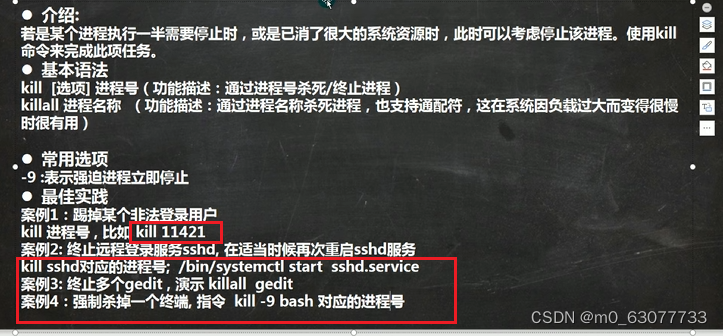 ● 介绍:
若是某个进程执行一半需要停止时，或是已消了很大的系统资源时，此时可以考虑停止该进程。使用kill
命令来完成此项任务。
● 基本语法
kill [选项] 进程号（功能描述：通过进程号杀死/终止进程）
killall 进程名称 （功能描述：通过进程名称杀死进程，也支持通配符，这在系统因负载过大而变得很慢
时很有用）
● 常用选项
-9 :表示强迫进程立即停止
● 最佳实践
案例1：踢掉某个非法登录用户
kill 进程号，比如 kill 11421
案例2: 终止远程登录服务sshd, 在适当时候再次重启sshd服务
kill sshd对应的进程号; /bin/systemctl start sshd.service
案例3: 终止多个gedit , 演示 killall gedit
案例4：强制杀掉一个终端, 指令 kill -9 bash 对应的进程号
CSDN @m0_63077733